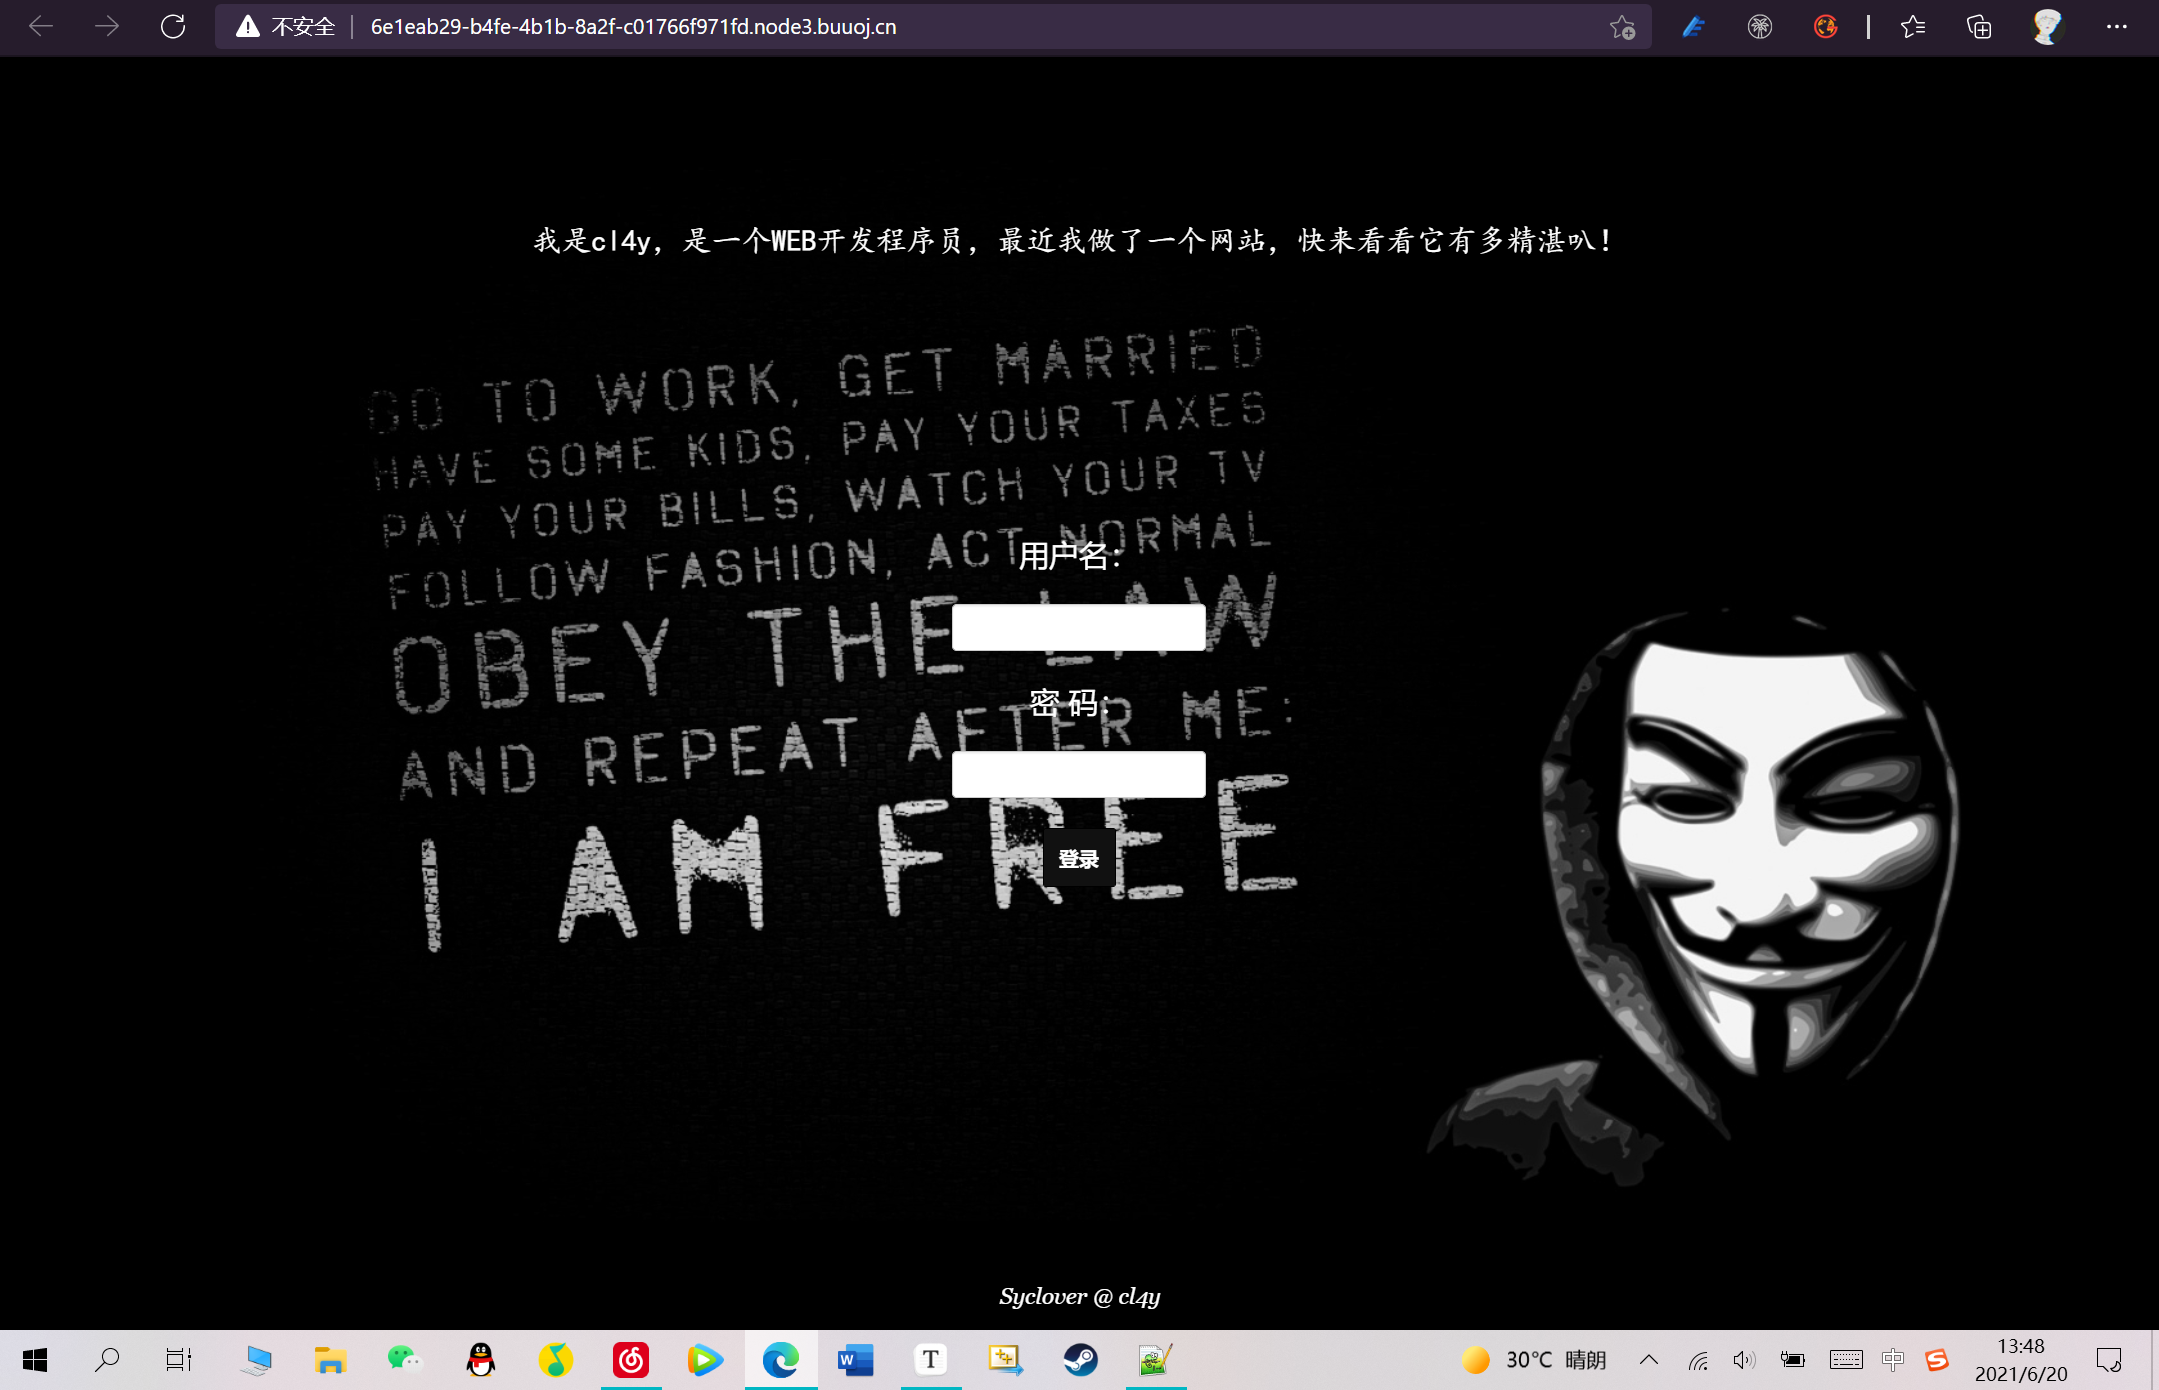 不安全
6e1eab29-b4fe-4b1b-8a2f-c01766f971fd.node3.buuoj.cn
我是cl4y，是一个WEB开发程序员，最近我做了一个网站，快来看看它有多精湛叭！
GO TO WORK, GET MARRIED
HAVE SOME KIDS, PAY YOUR TAXES
PAY YOUR BILLS, WATCH YOUR TV
FOLLOW FASHION, ACT NORMAL
OBEY THE LAW
AND REPEAT AFTER ME:
I AM FREE
用户名：
密 码：
登录
Syclover @ cl4y
30°C 晴朗
中
13:48
2021/6/20